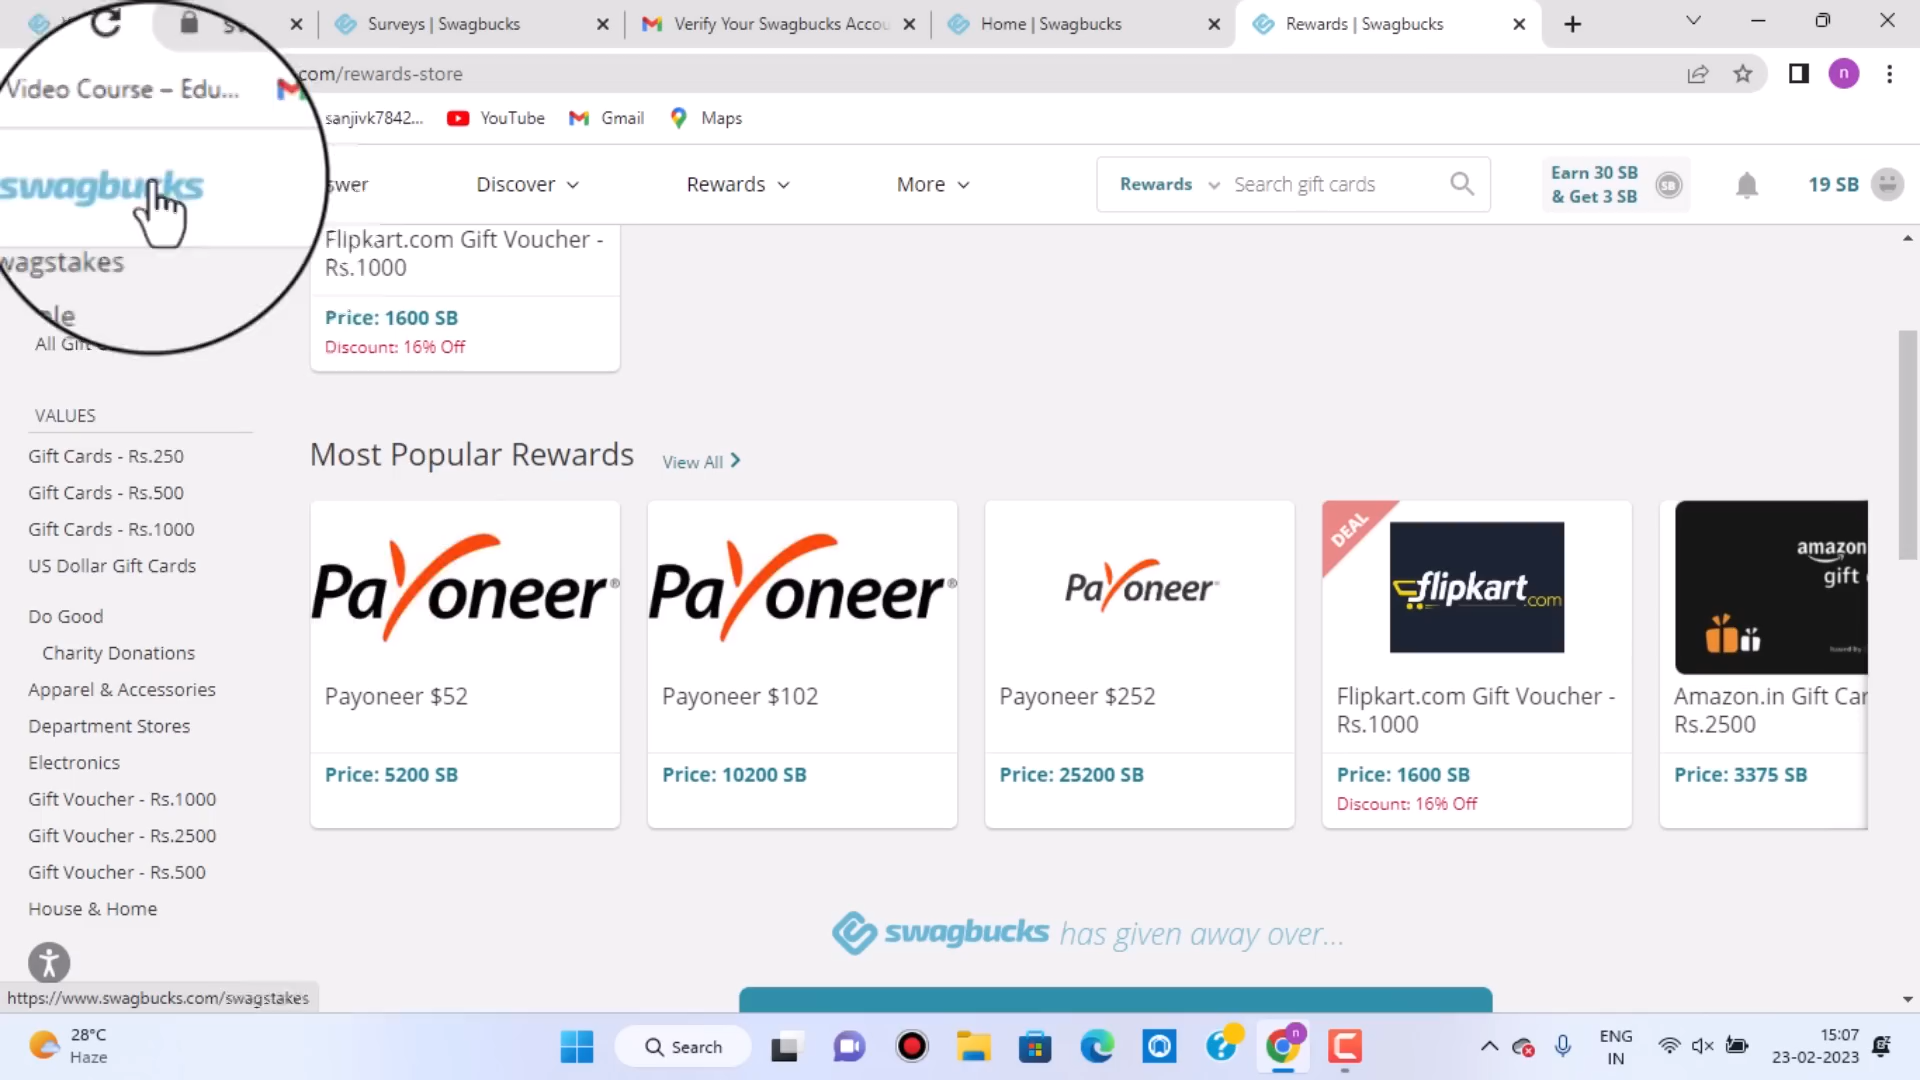 Surveys | Swagbucks
Verify Your Swagbucks Accou
Home | Swagbucks
Rewards | Swagbucks
Video Course – Edu...
com/rewards-store
n
sanjivk7842...
YouTube
Gmail
Maps
swagbucks
swer
Discover
Rewards
More
Rewards
Search gift cards
Earn 30 SB
& Get 3 SB
SB
19 SB
wagstakes
ple
All Gift C
VALUES
Gift Cards - Rs.250
Gift Cards - Rs.500
Gift Cards - Rs.1000
US Dollar Gift Cards
Do Good
Charity Donations
Apparel & Accessories
Department Stores
Electronics
Gift Voucher - Rs.1000
Gift Voucher - Rs.2500
Gift Voucher - Rs.500
House & Home
Flipkart.com Gift Voucher -
Rs.1000
Price: 1600 SB
Discount: 16% Off
Most Popular Rewards
View All
Payoneer
Payoneer $52
Price: 5200 SB
Payoneer
Payoneer $102
Price: 10200 SB
Payoneer
Payoneer $252
Price: 25200 SB
DEAL
flipkart.com
Flipkart.com Gift Voucher -
Rs.1000
Price: 1600 SB
Discount: 16% Off
amazon
gift
Amazon.in Gift Car
Rs.2500
Price: 3375 SB
swagbucks has given away over...
https://www.swagbucks.com/swagstakes
28°C
Haze
Search
n
ENG
IN
15:07
23-02-2023